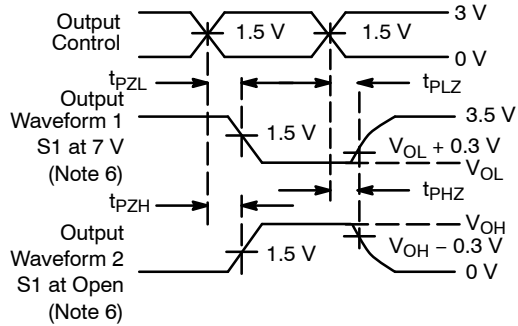 Output
Control
1.5 V
1.5 V
3 V
0 V
tPZL
tPLZ
Output
Waveform 1
S1 at 7 V
(Note 6)
1.5 V
3.5 V
VOL + 0.3 V
VOL
tPZH
tPHZ
Output
Waveform 2
S1 at Open
(Note 6)
1.5 V
VOH
VOH − 0.3 V
0 V